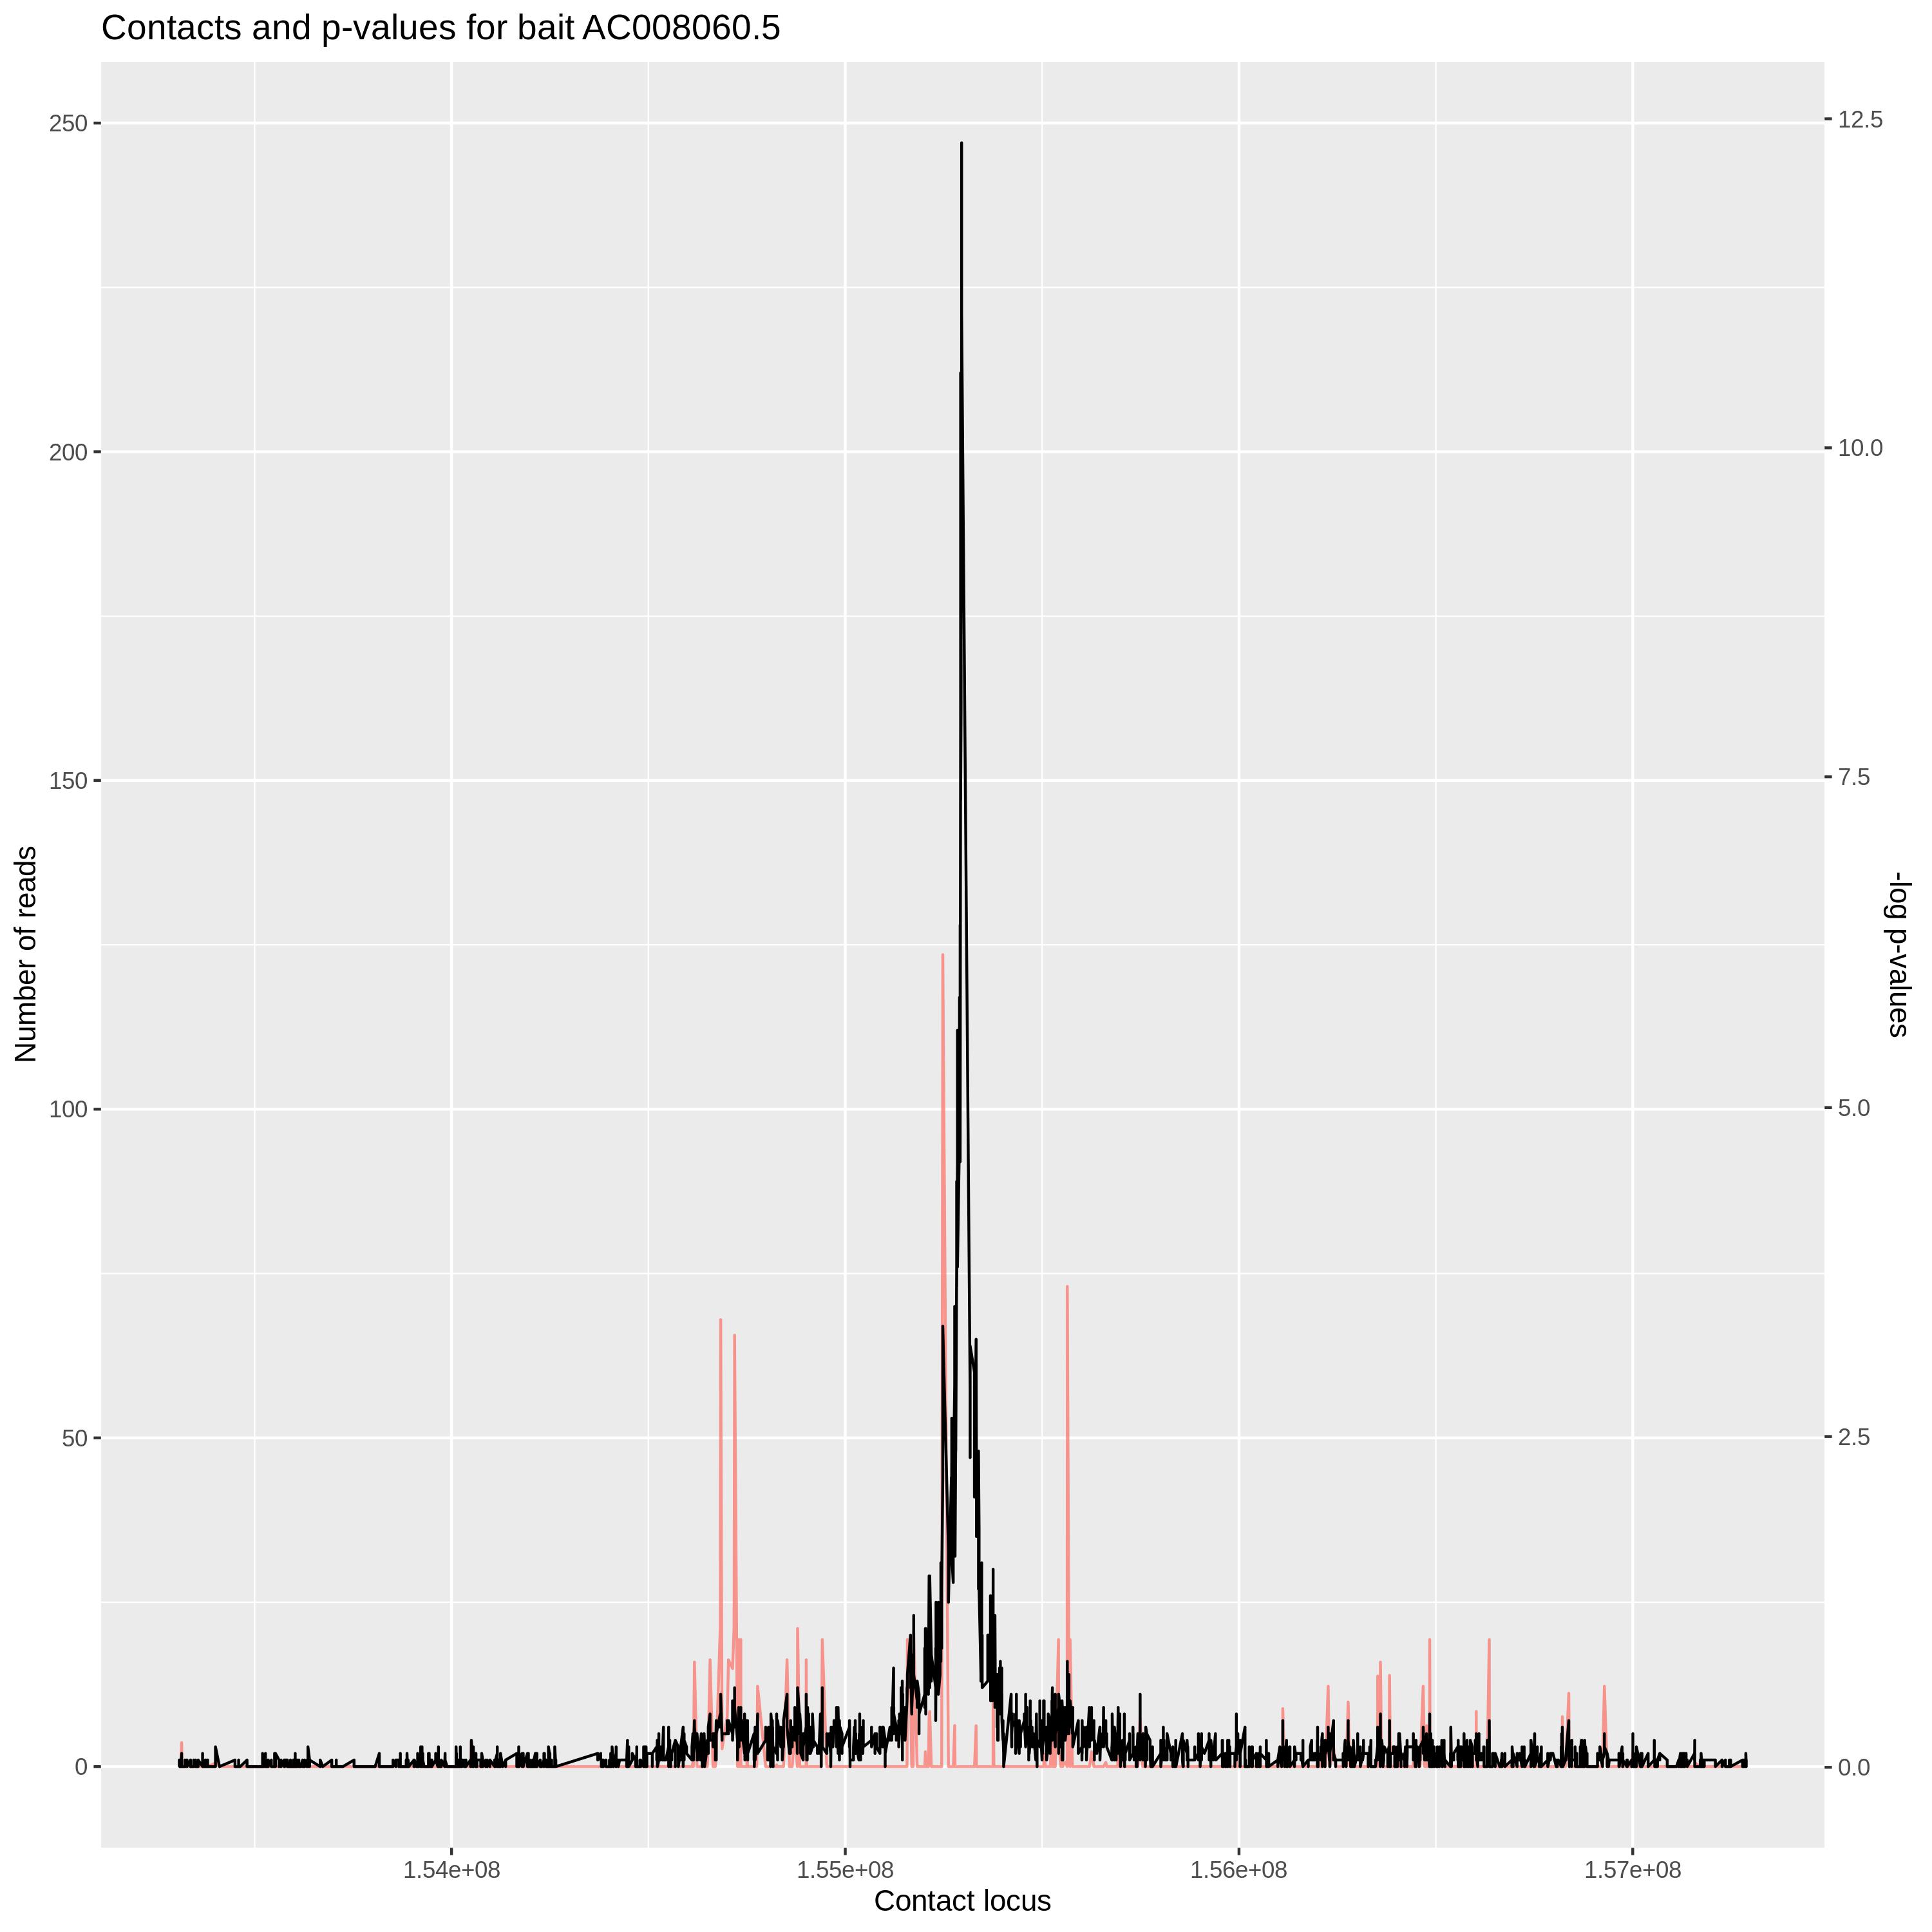 Contacts and p-values for bait AC008060.5
250
200
150
100
50
0
12.5
10.0
7.5
5.0
2.5
0.0
Number of reads
-log p-values
1.54e+08
1.55e+08
1.56e+08
1.57e+08
Contact locus